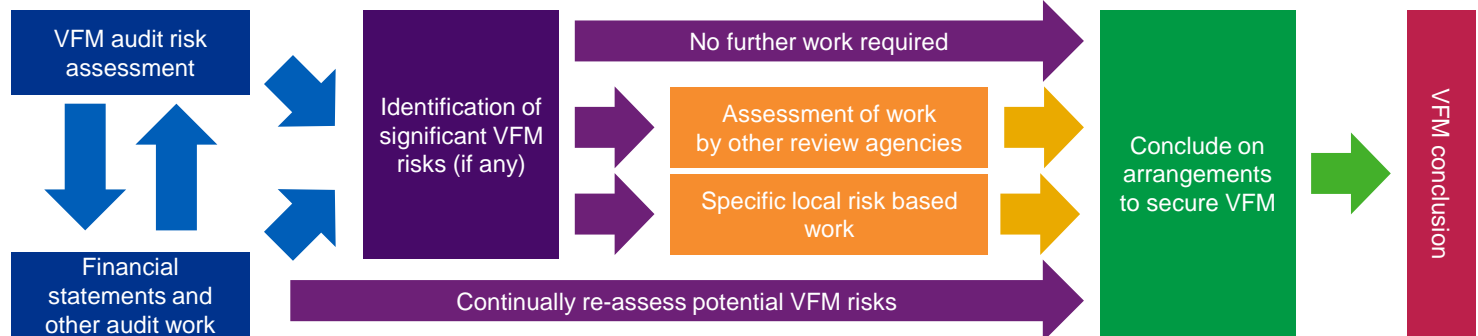 VFM audit risk
assessment
Financial
statements and
other audit work
Identification of
significant VFM
risks (if any)
No further work required
Assessment of work
by other review agencies
Specific local risk based
work
Continually re-assess potential VFM risks
Conclude on
arrangements
to secure VFM
VFM conclusion